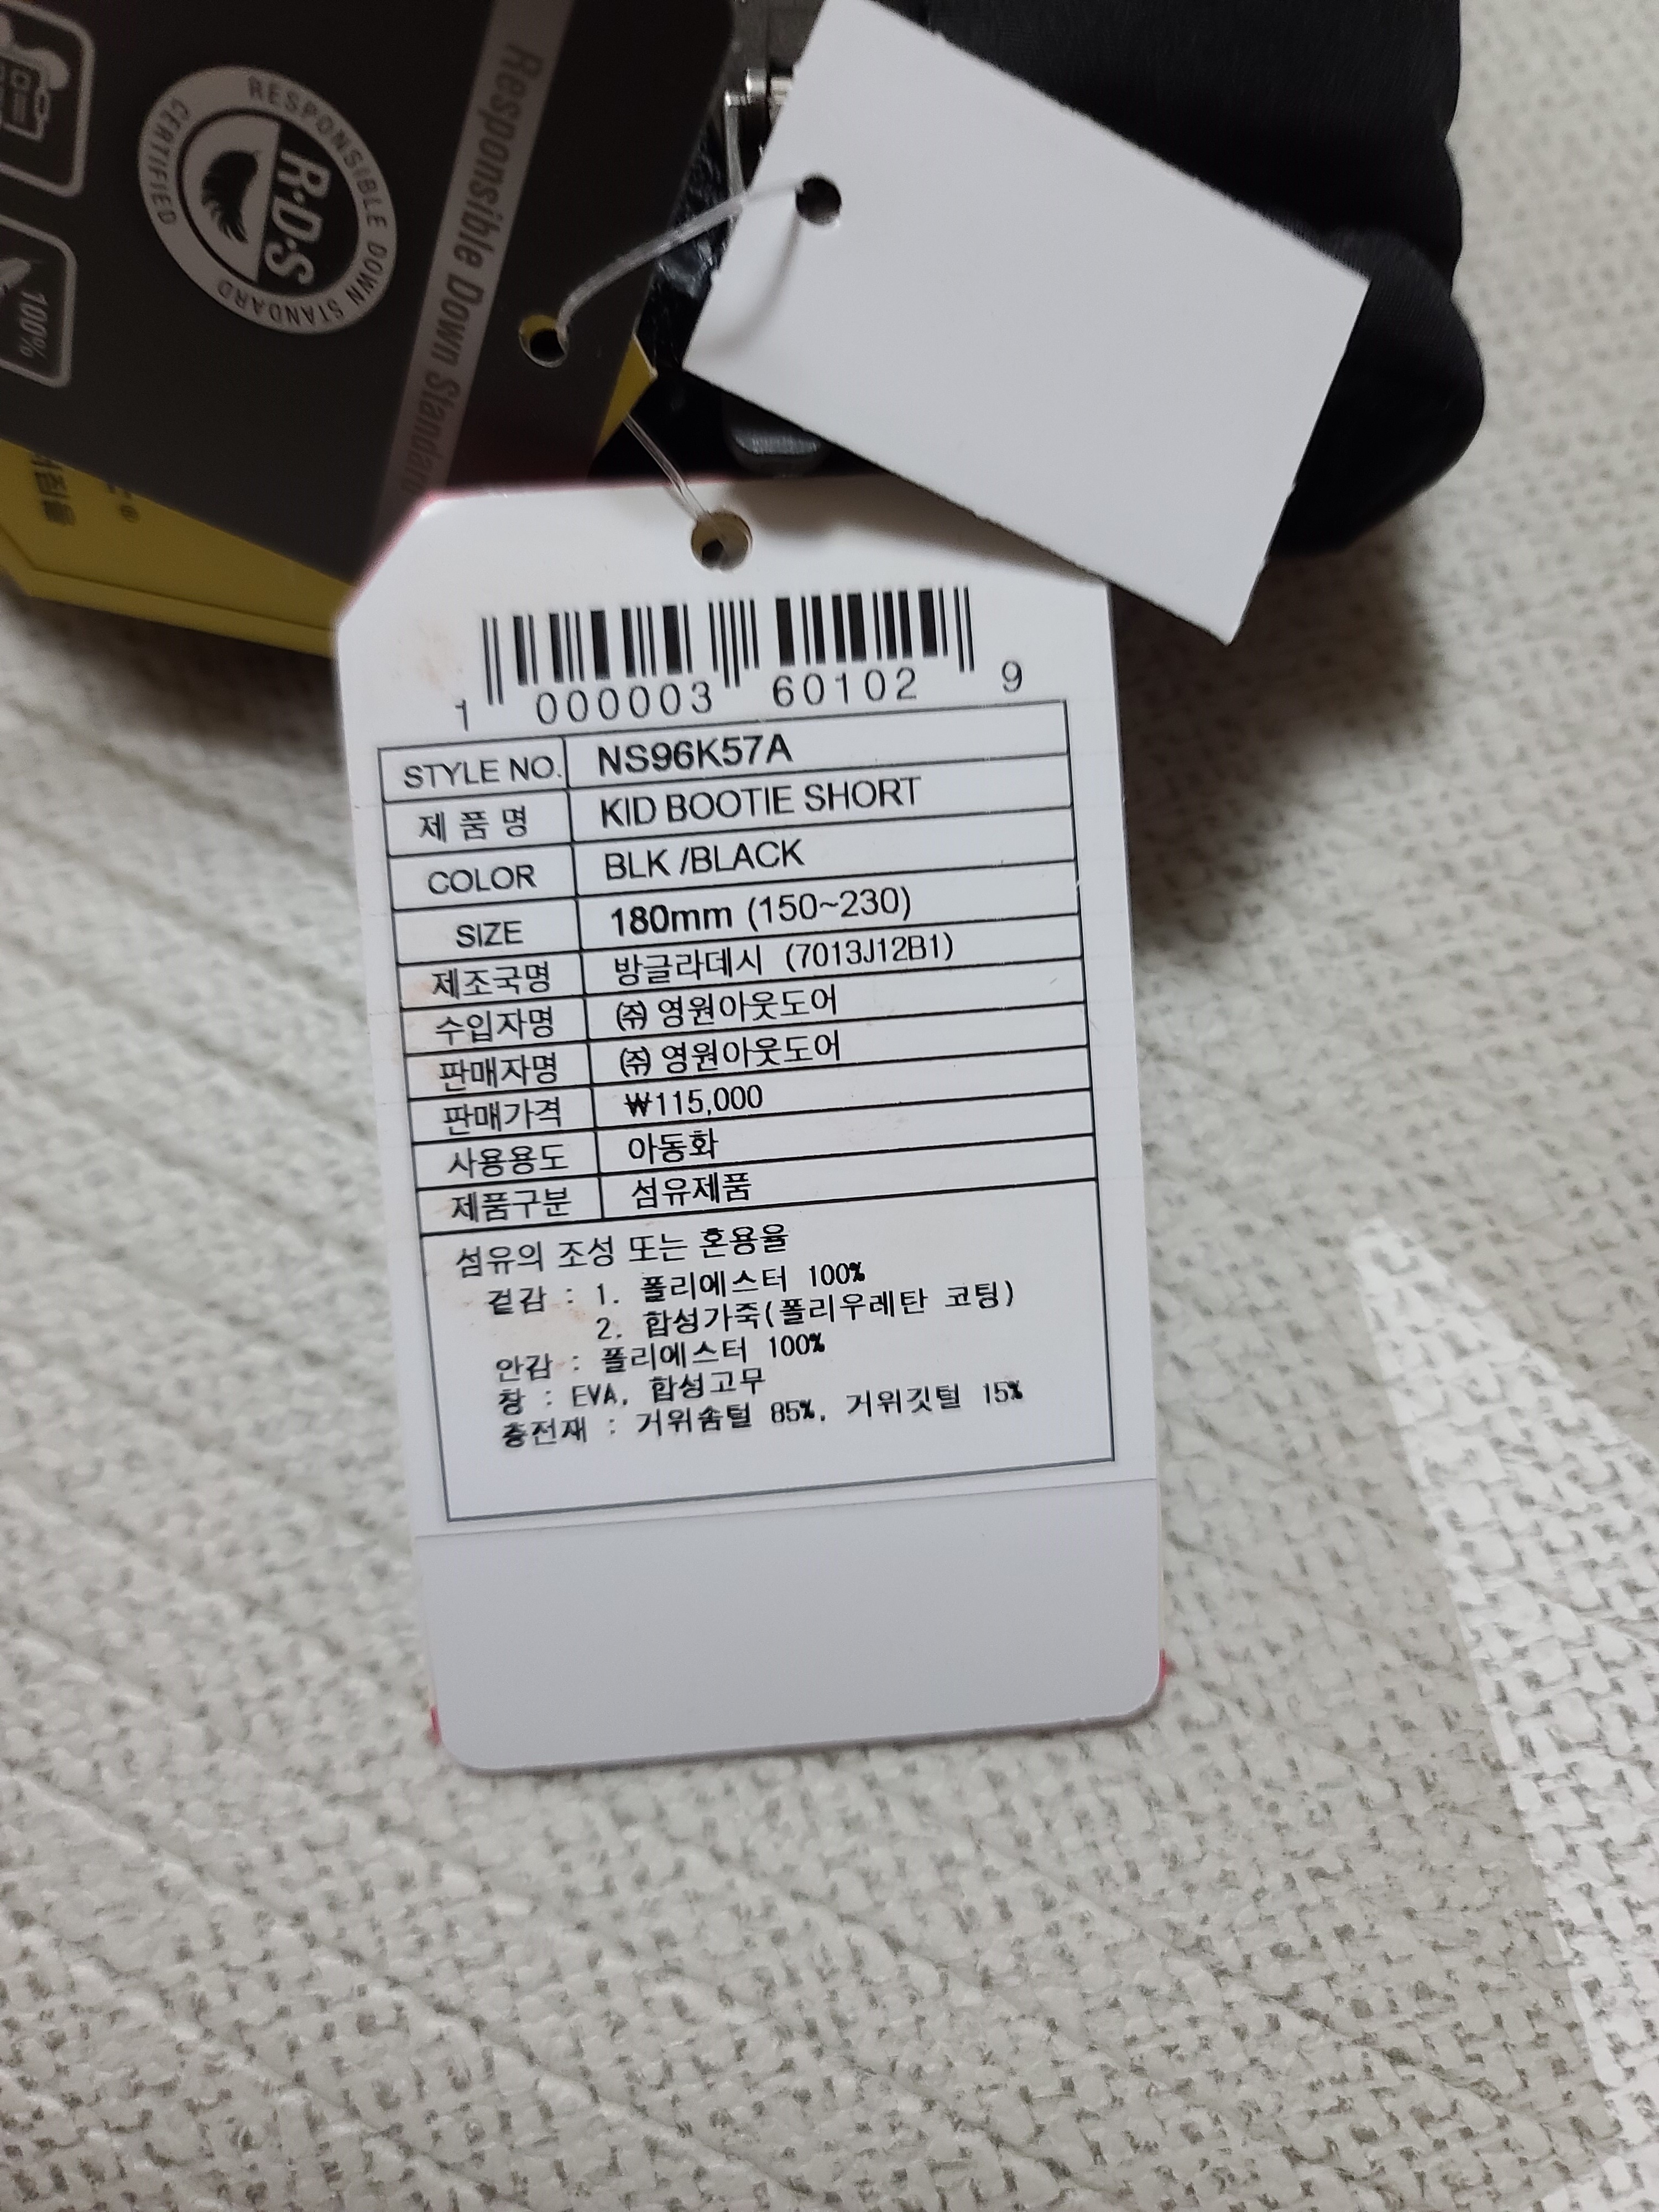 RESPONSIBLE DOWN STANDARD
CERTIFIED
R·D·S
Responsible Down Standard
100%
1 000003 60102 9
STYLE NO. NS96K57A
제 품 명 KID BOOTIE SHORT
COLOR BLK /BLACK
SIZE 180mm (150~230)
제조국명 방글라데시 (7013J12B1)
수입자명 ㈜ 영원아웃도어
판매자명 ㈜ 영원아웃도어
판매가격 ₩115,000
사용용도 아동화
제품구분 섬유제품
섬유의 조성 또는 혼용율
겉감 : 1. 폴리에스터 100%
2. 합성가죽(폴리우레탄 코팅)
안감 : 폴리에스터 100%
창 : EVA, 합성고무
충전재 : 거위솜털 85%, 거위깃털 15%